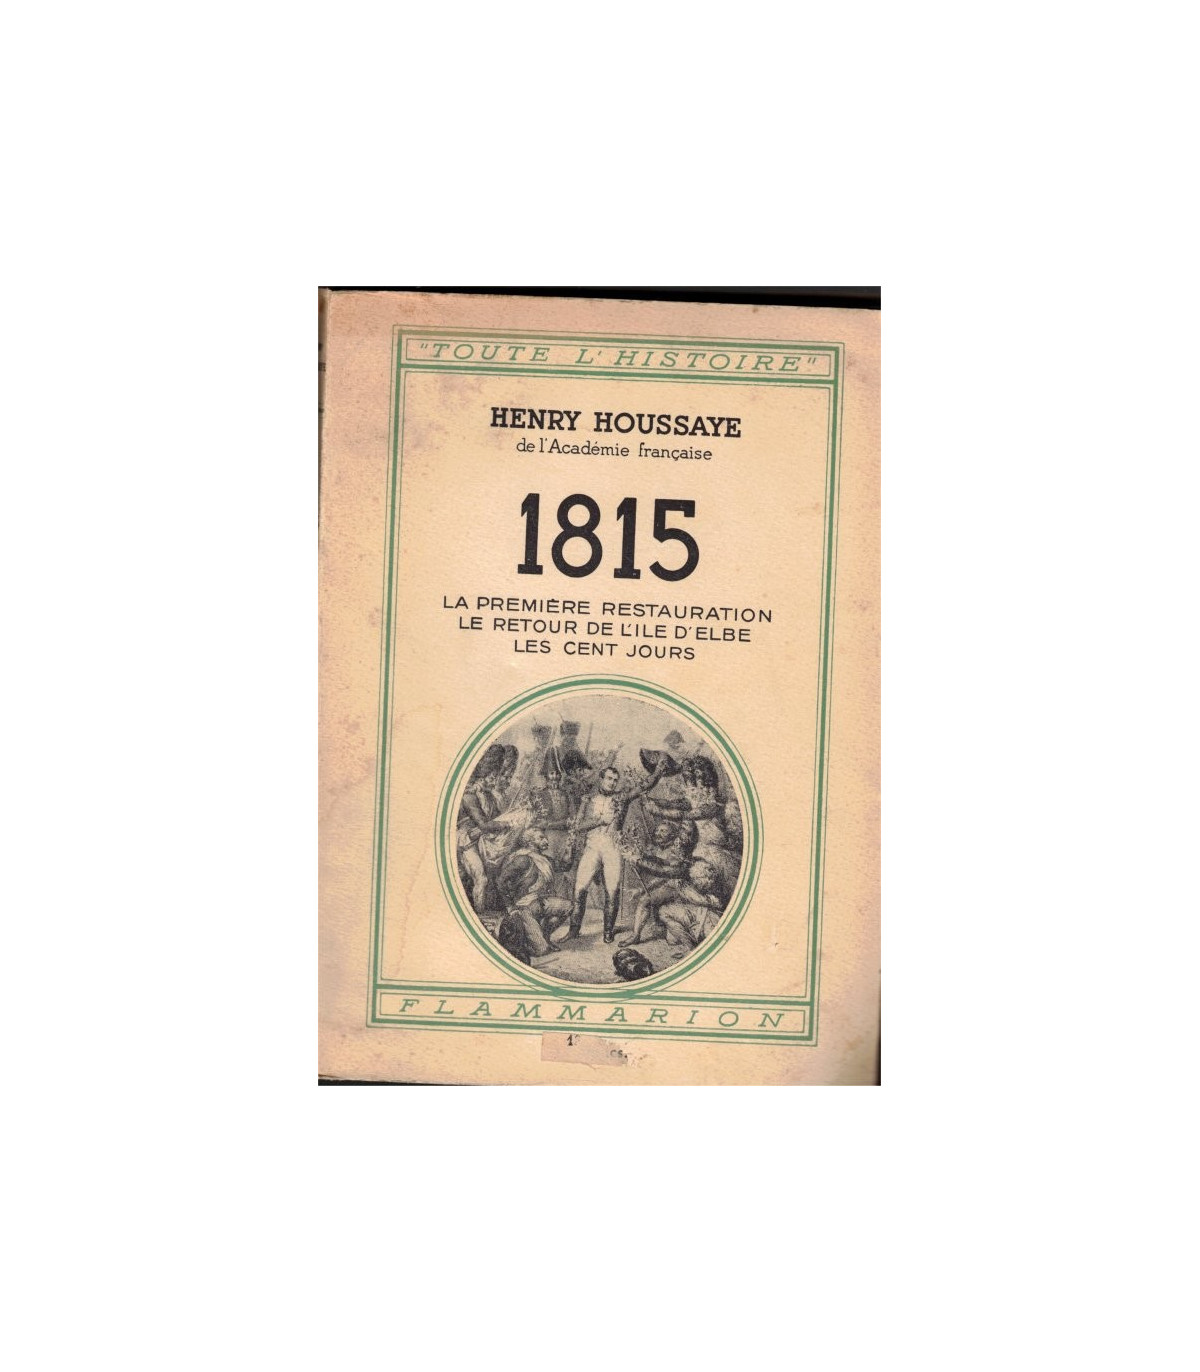 "TOUTE L'HISTOIRE"
HENRY HOUSSAYE
de l'Académie française
1815
LA PREMIÈRE RESTAURATION
LE RETOUR DE L'ILE D'ELBE
LES CENT JOURS
FLAMMARION